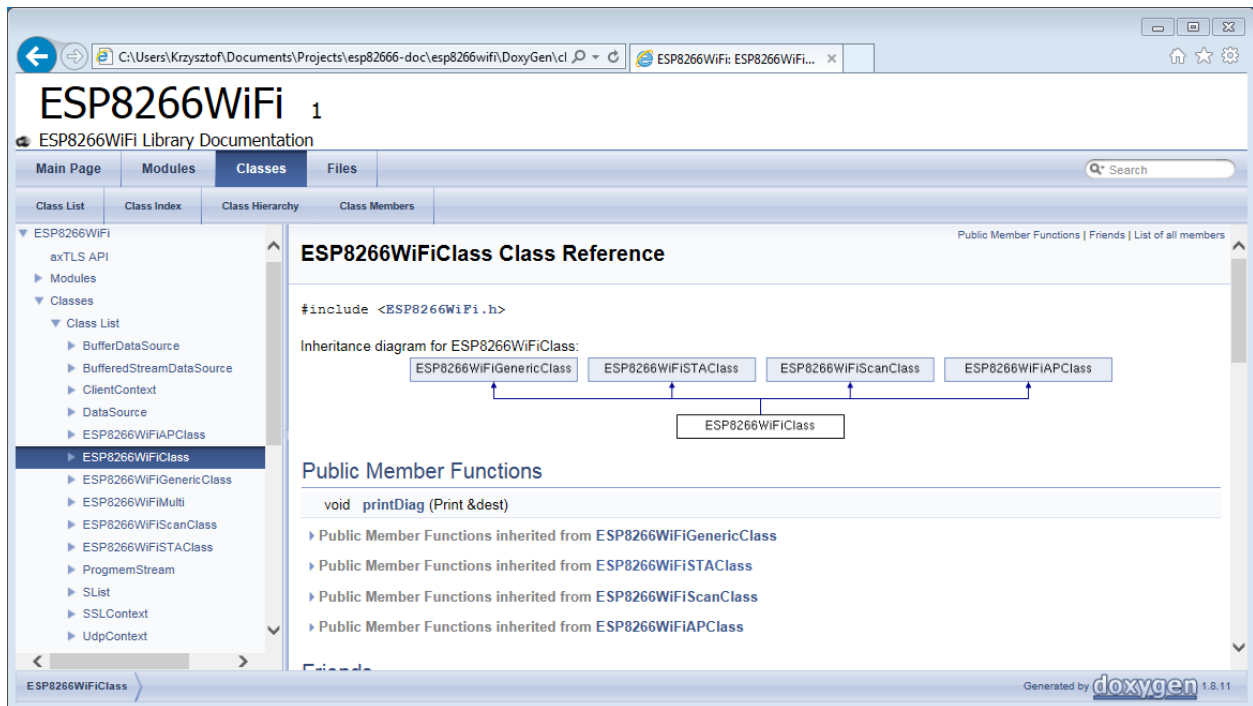 C:\Users\Krzysztof\Documents\Projects\esp82666-doc\esp8266wifi\DoxyGen\cl
ESP8266WiFi: ESP8266WiFi...
ESP8266WiFi 1
ESP8266WiFi Library Documentation
Main Page Modules Classes Files
Search
Class List Class Index Class Hierarchy Class Members
ESP8266WiFi
axTLS API
Modules
Classes
Class List
BufferDataSource
BufferedStreamDataSource
ClientContext
DataSource
ESP8266WiFiAPClass
ESP8266WiFiClass
ESP8266WiFiGenericClass
ESP8266WiFiMulti
ESP8266WiFiScanClass
ESP8266WiFiSTAClass
ProgmemStream
SList
SSLContext
UdpContext
Public Member Functions | Friends | List of all members
ESP8266WiFiClass Class Reference
#include <ESP8266WiFi.h>
Inheritance diagram for ESP8266WiFiClass:
ESP8266WiFiGenericClass ESP8266WiFiSTAClass ESP8266WiFiScanClass ESP8266WiFiAPClass
ESP8266WiFiClass
Public Member Functions
void printDiag (Print &dest)
Public Member Functions inherited from ESP8266WiFiGenericClass
Public Member Functions inherited from ESP8266WiFiSTAClass
Public Member Functions inherited from ESP8266WiFiScanClass
Public Member Functions inherited from ESP8266WiFiAPClass
Friends
ESP8266WiFiClass
Generated by doxygen 1.8.11